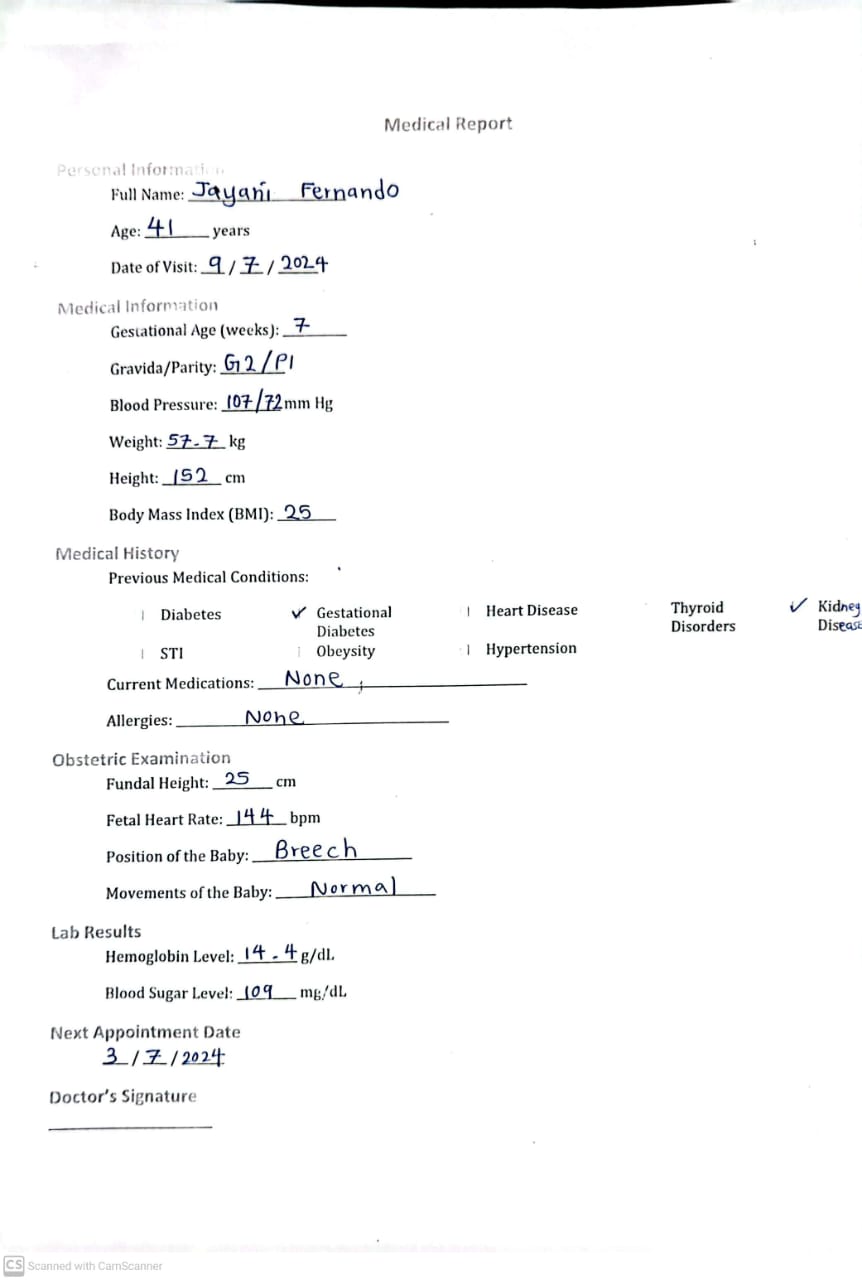 Medical Report
Personal Information
Full Name: Jayani Fernando
Age: 41 years
Date of Visit: 9/7/2024
Medical Information
Gestational Age (weeks): 7
Gravida/Parity: G2/P1
Blood Pressure: 107/72 mm Hg
Weight: 57.7 kg
Height: 152 cm
Body Mass Index (BMI): 25
Medical History
Previous Medical Conditions:
Diabetes ✓ Gestational Diabetes Heart Disease Thyroid Disorders ✓ Kidney Disease
STI Obeysity Hypertension
Current Medications: None
Allergies: None
Obstetric Examination
Fundal Height: 25 cm
Fetal Heart Rate: 144 bpm
Position of the Baby: Breech
Movements of the Baby: Normal
Lab Results
Hemoglobin Level: 14.4 g/dL
Blood Sugar Level: 109 mg/dL
Next Appointment Date
3/7/2024
Doctor's Signature
CS Scanned with CamScanner